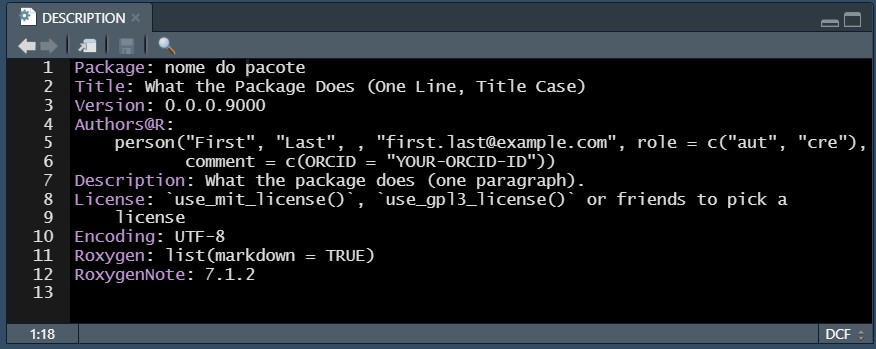 DESCRIPTION
1 Package: nome do pacote
2 Title: What the Package Does (One Line, Title Case)
3 Version: 0.0.0.9000
4 Authors@R:
5 person("First", "Last", , "first.last@example.com", role = c("aut", "cre"),
6 comment = c(ORCID = "YOUR-ORCID-ID"))
7 Description: What the package does (one paragraph).
8 License: `use_mit_license()`, `use_gpl3_license()` or friends to pick a
9 license
10 Encoding: UTF-8
11 Roxygen: list(markdown = TRUE)
12 RoxygenNote: 7.1.2
13
1:18 DCF